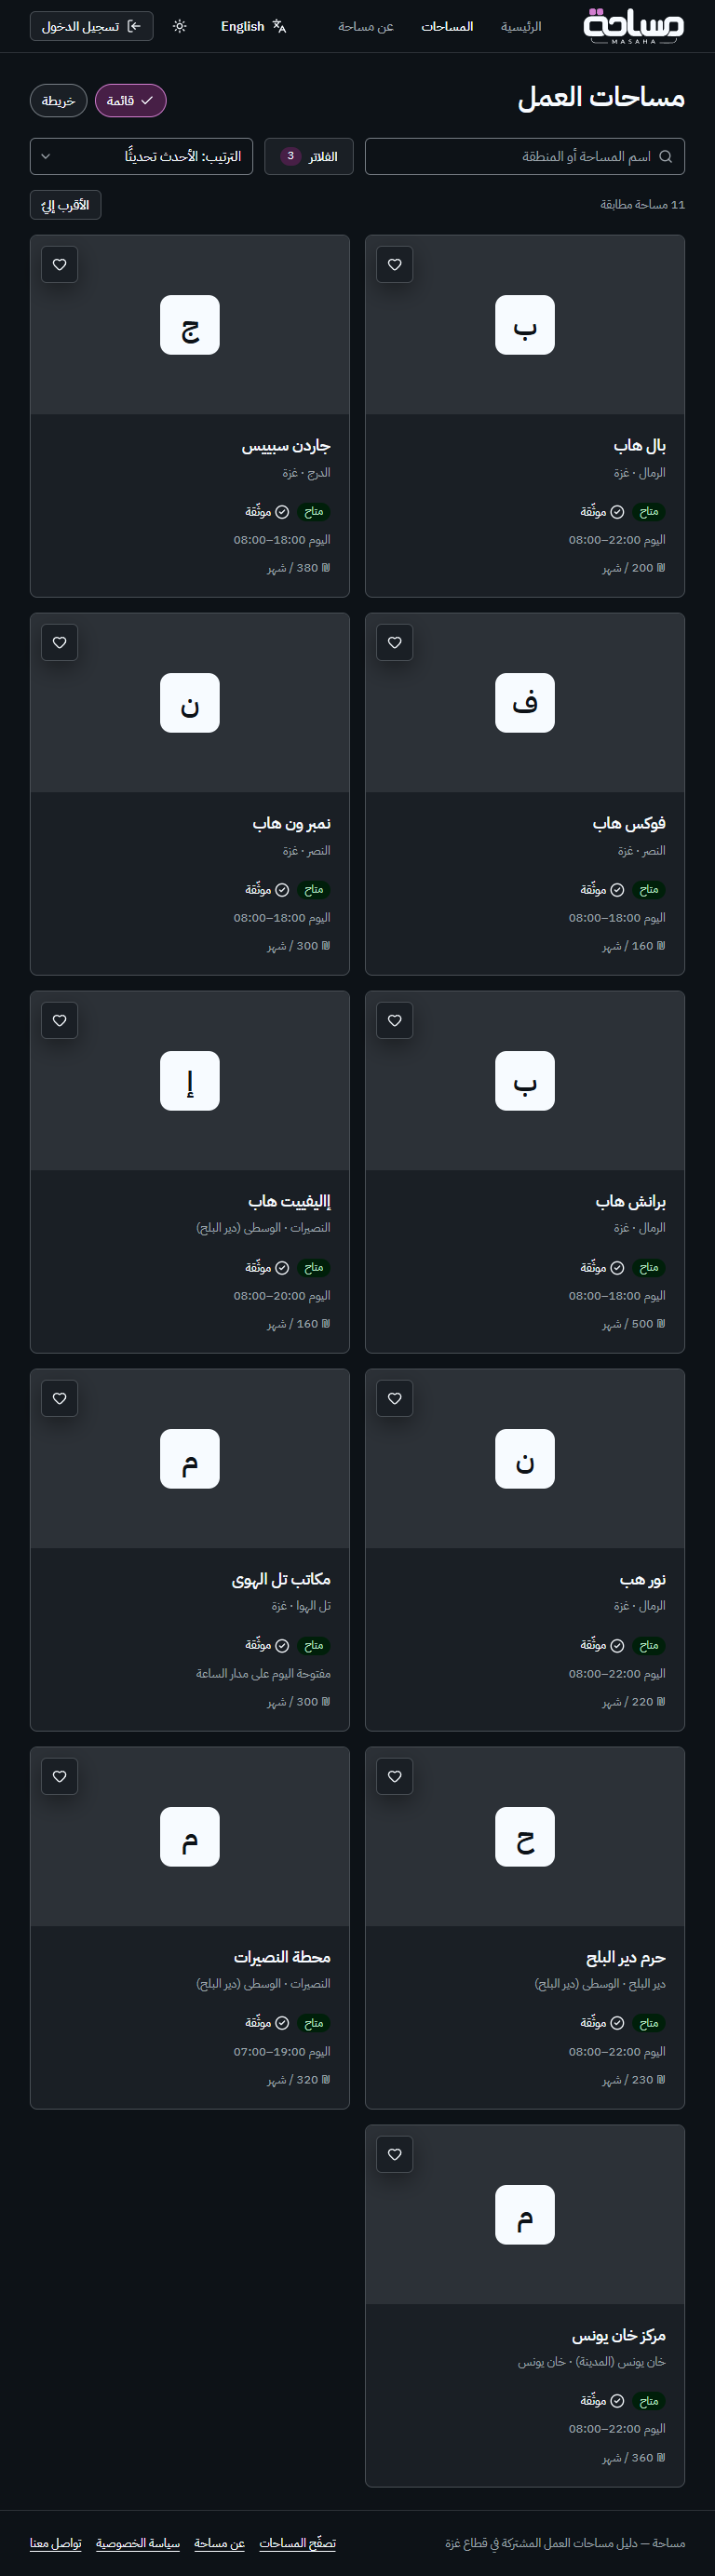 مساحة
MASAHA
الرئيسية
المساحات
عن مساحة
English
تسجيل الدخول
مساحات العمل
قائمة
خريطة
اسم المساحة أو المنطقة
الفلاتر 3
الترتيب: الأحدث تحديثًا
11 مساحة مطابقة
الأقرب إليّ
ب
بال هاب
الرمال · غزة
متاح موثّقة
اليوم 08:00–22:00
₪ 200 / شهر
ج
جاردن سبييس
الدرج · غزة
متاح موثّقة
اليوم 08:00–18:00
₪ 380 / شهر
ف
فوكس هاب
النصر · غزة
متاح موثّقة
اليوم 08:00–18:00
₪ 160 / شهر
ن
نمبر ون هاب
النصر · غزة
متاح موثّقة
اليوم 08:00–18:00
₪ 300 / شهر
ب
برانش هاب
الرمال · غزة
متاح موثّقة
اليوم 08:00–18:00
₪ 500 / شهر
إ
إاليفييت هاب
النصيرات · الوسطى (دير البلح)
متاح موثّقة
اليوم 08:00–20:00
₪ 160 / شهر
ن
نور هب
الرمال · غزة
متاح موثّقة
اليوم 08:00–22:00
₪ 220 / شهر
م
مكاتب تل الهوى
تل الهوا · غزة
متاح موثّقة
مفتوحة اليوم على مدار الساعة
₪ 300 / شهر
ح
حرم دير البلح
دير البلح · الوسطى (دير البلح)
متاح موثّقة
اليوم 08:00–22:00
₪ 230 / شهر
م
محطة النصيرات
النصيرات · الوسطى (دير البلح)
متاح موثّقة
اليوم 07:00–19:00
₪ 320 / شهر
م
مركز خان يونس
خان يونس (المدينة) · خان يونس
متاح موثّقة
اليوم 08:00–22:00
₪ 360 / شهر
مساحة — دليل مساحات العمل المشتركة في قطاع غزة
تصفّح المساحات
عن مساحة
سياسة الخصوصية
تواصل معنا